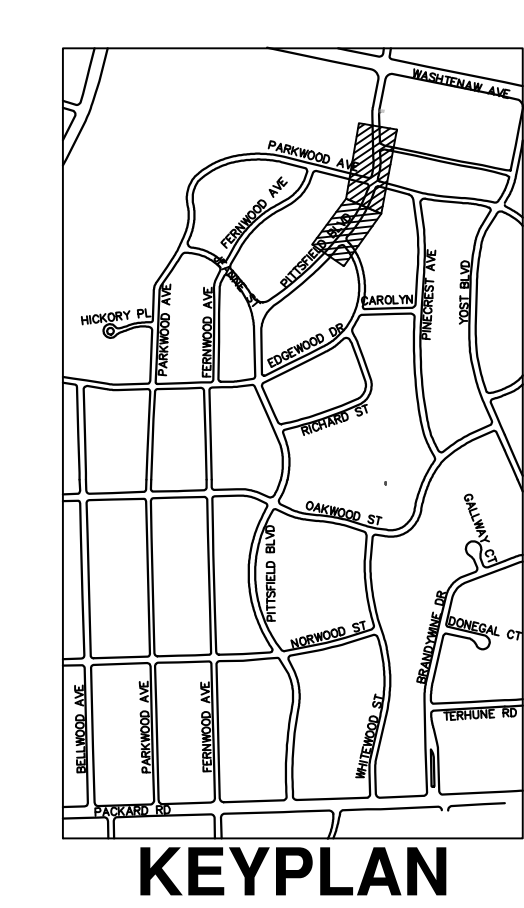 WASHTENAW AVE
PARKWOOD AVE
FERNWOOD AVE
PITTSFIELD BLVD
JEANNE ST
CAROLYN
PINECREST AVE
YOST BLVD
HICKORY PL
PARKWOOD AVE
FERNWOOD AVE
EDGEWOOD DR
RICHARD ST
OAKWOOD ST
GALLWAY CT
PITTSFIELD BLVD
NORWOOD ST
BRANDYWINE DR
DONEGAL CT
TERHUNE RD
BELLWOOD AVE
PARKWOOD AVE
FERNWOOD AVE
WHITEWOOD ST
PACKARD RD
KEYPLAN